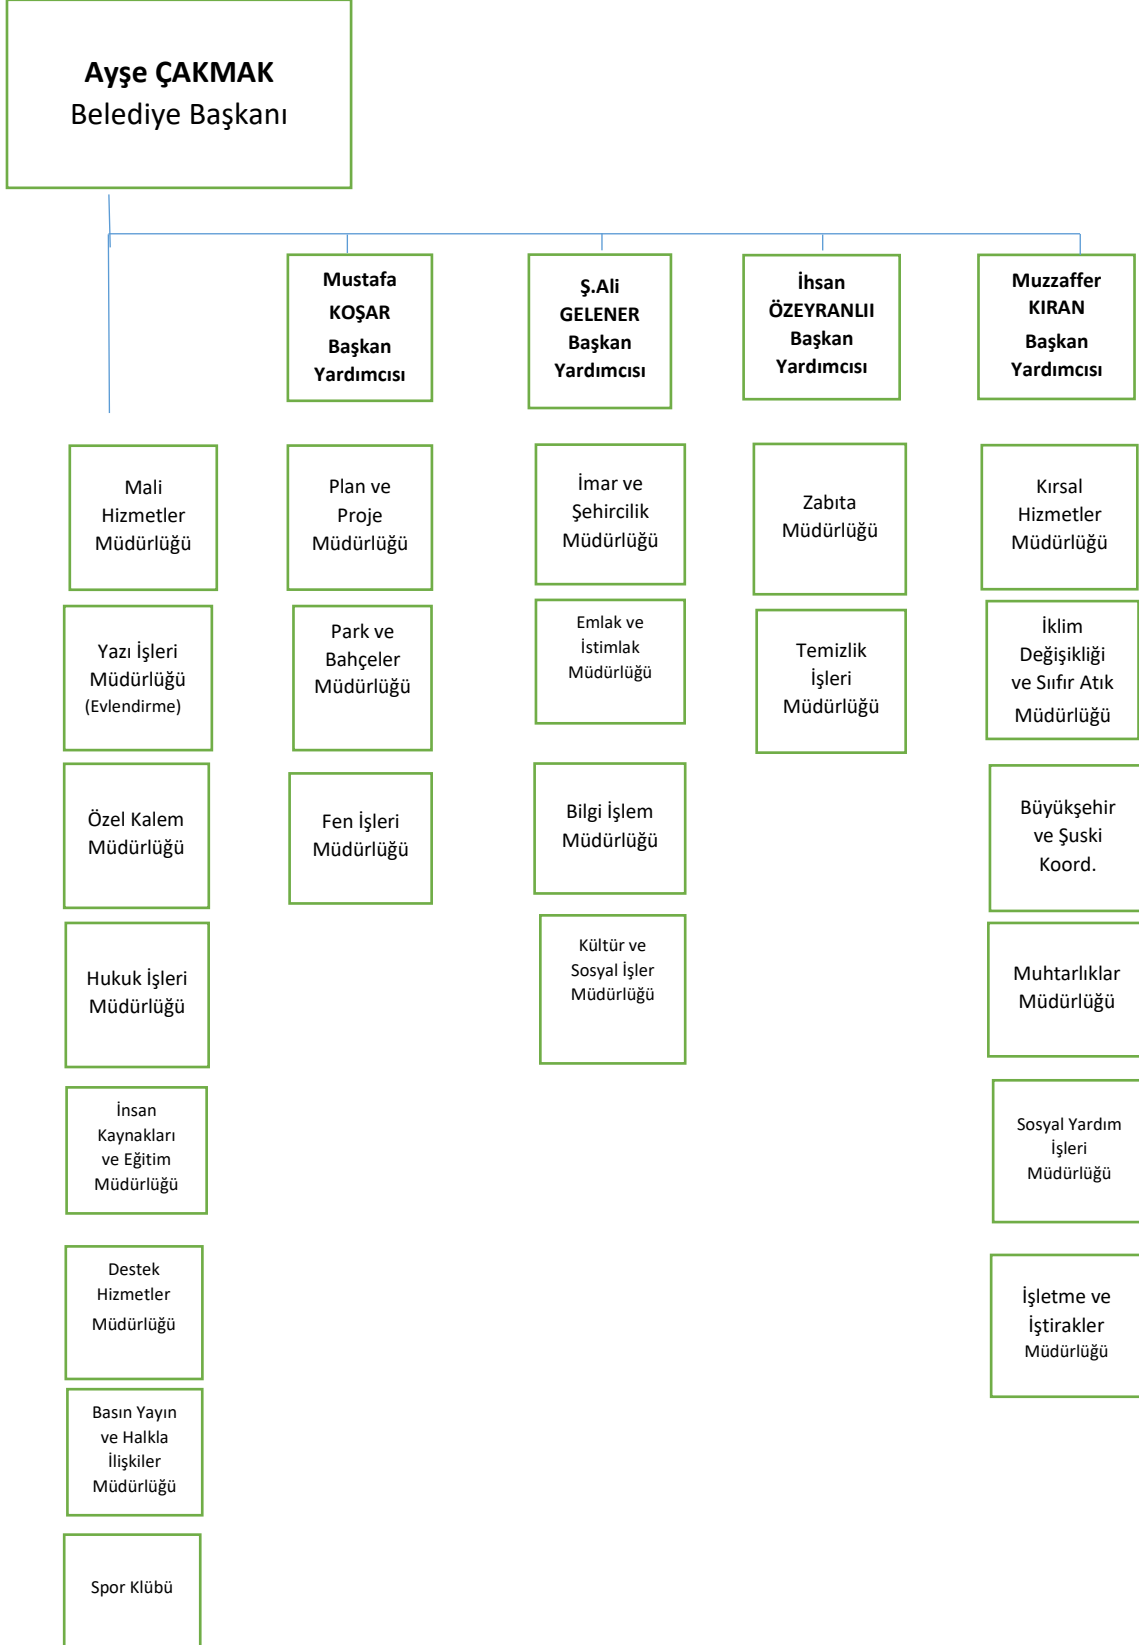 Ayşe ÇAKMAK
Belediye Başkanı
Mustafa
KOŞAR
Başkan
Yardımcısı
Ş.Ali
GELENER
Başkan
Yardımcısı
İhsan
ÖZEYRANLII
Başkan
Yardımcısı
Muzzaffer
KIRAN
Başkan
Yardımcısı
Mali
Hizmetler
Müdürlüğü
Yazı İşleri
Müdürlüğü
(Evlendirme)
Özel Kalem
Müdürlüğü
Hukuk İşleri
Müdürlüğü
İnsan
Kaynakları
ve Eğitim
Müdürlüğü
Destek
Hizmetler
Müdürlüğü
Basın Yayın
ve Halkla
İlişkiler
Müdürlüğü
Spor Klübü
Plan ve
Proje
Müdürlüğü
Park ve
Bahçeler
Müdürlüğü
Fen İşleri
Müdürlüğü
İmar ve
Şehircilik
Müdürlüğü
Emlak ve
İstimlak
Müdürlüğü
Bilgi İşlem
Müdürlüğü
Kültür ve
Sosyal İşler
Müdürlüğü
Zabıta
Müdürlüğü
Temizlik
İşleri
Müdürlüğü
Kırsal
Hizmetler
Müdürlüğü
İklim
Değişikliği
ve Sııfır Atık
Müdürlüğü
Büyükşehir
ve Şuski
Koord.
Muhtarlıklar
Müdürlüğü
Sosyal Yardım
İşleri
Müdürlüğü
İşletme ve
İştirakler
Müdürlüğü